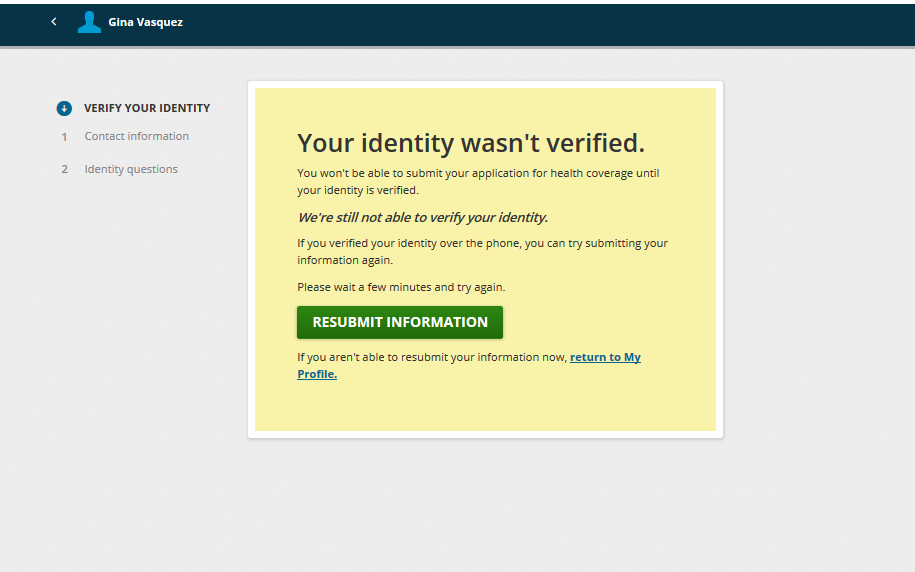 Gina Vasquez
VERIFY YOUR IDENTITY
1 Contact information
2 Identity questions
Your identity wasn't verified.
You won't be able to submit your application for health coverage until
your identity is verified.
We're still not able to verify your identity.
If you verified your identity over the phone, you can try submitting your
information again.
Please wait a few minutes and try again.
RESUBMIT INFORMATION
If you aren't able to resubmit your information now, return to My
Profile.